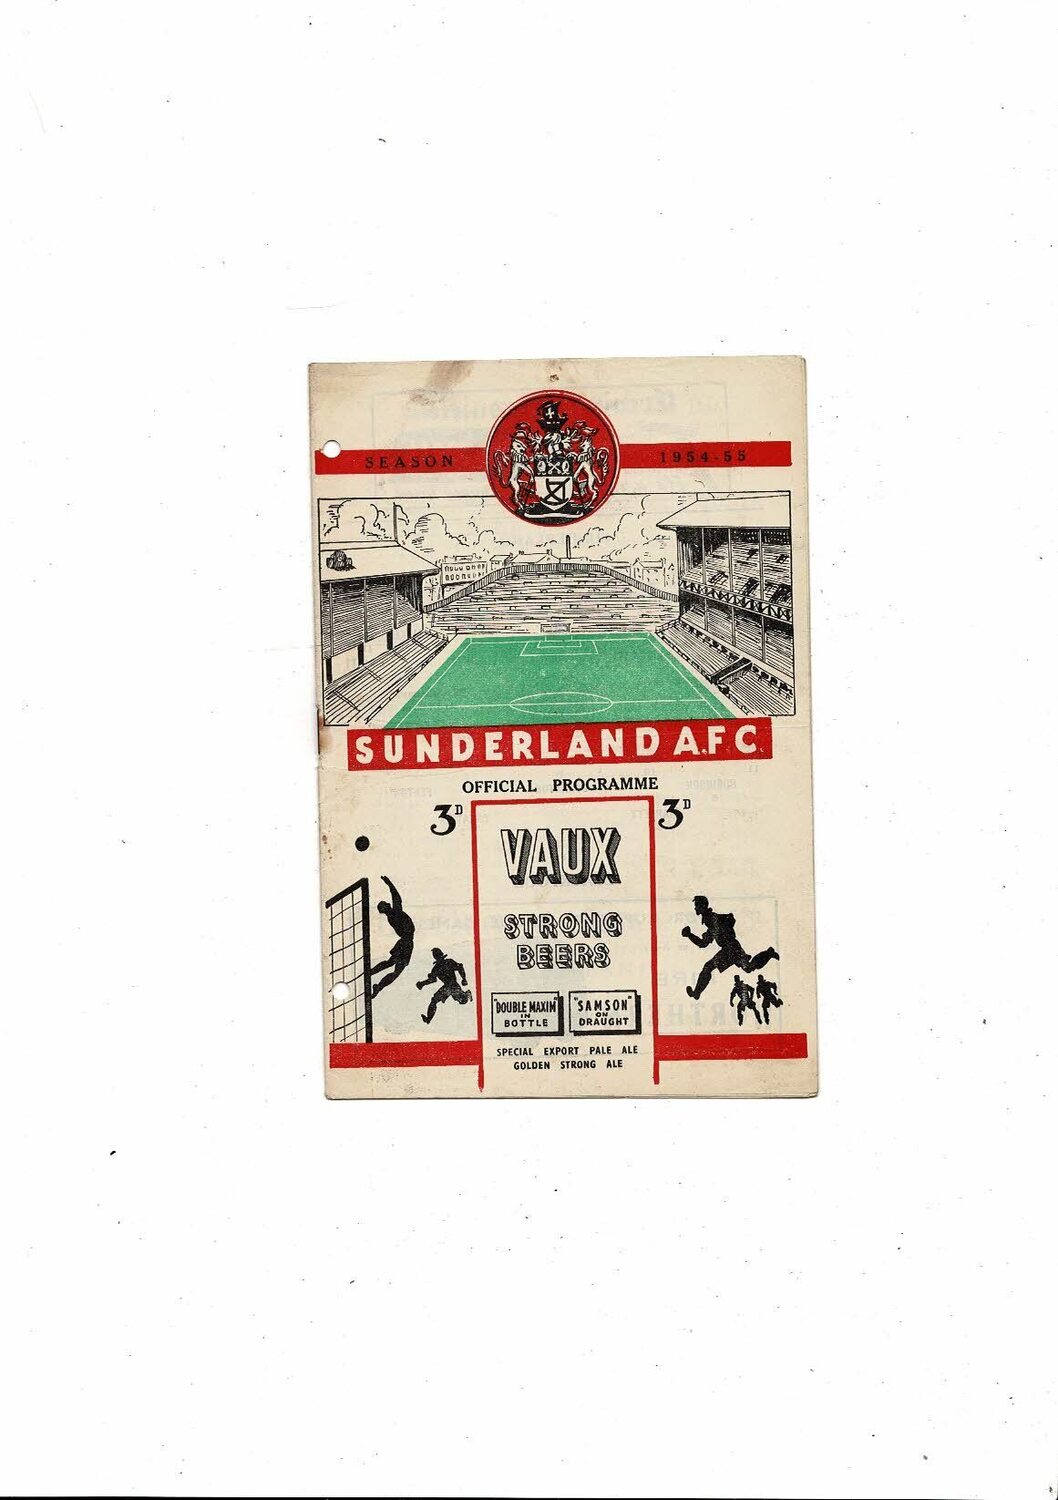 SEASON 1954-55
SUNDERLAND A.F.C.
OFFICIAL PROGRAMME
3D 3D
VAUX
STRONG
BEERS
"DOUBLE MAXIM"
IN
BOTTLE
"SAMSON"
ON
DRAUGHT
SPECIAL EXPORT PALE ALE
GOLDEN STRONG ALE